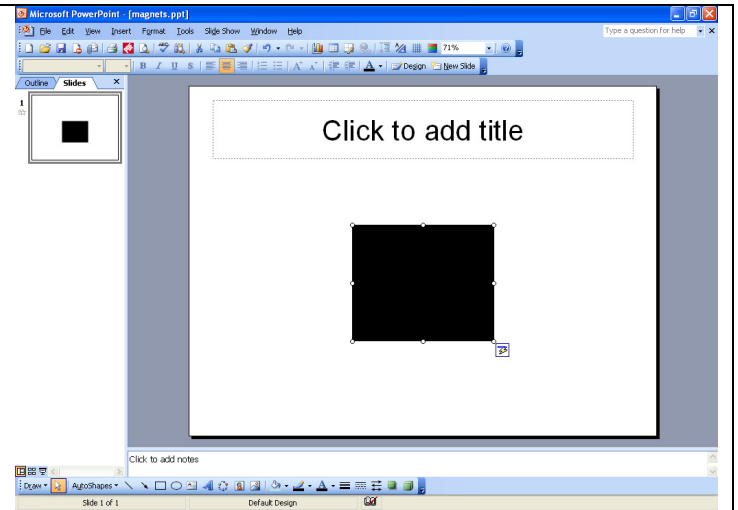 Microsoft PowerPoint - [magnets.ppt]
File Edit View Insert Format Tools Slide Show Window Help Type a question for help
71%
B I U S A A A Design New Slide
Outline Slides
1
Click to add title
Click to add notes
Draw AutoShapes A
Slide 1 of 1 Default Design